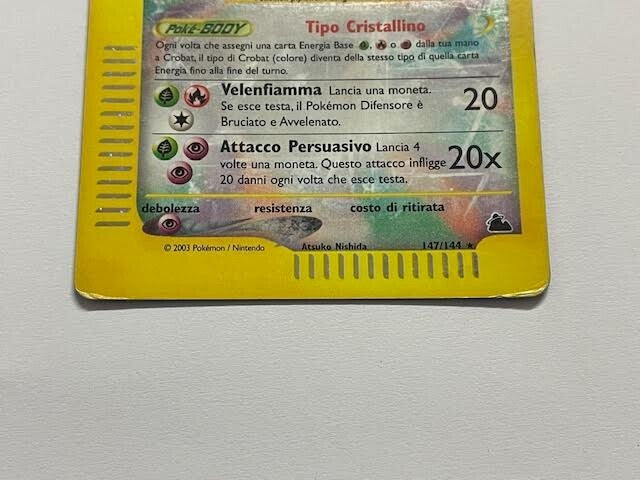 Poké-BODY Tipo Cristallino
Ogni volta che assegni una carta Energia Base , o dalla tua mano
a Crobat, il tipo di Crobat (colore) diventa della stesso tipo di quella carta
Energia fino alla fine del turno.
Velenfiamma Lancia una moneta.
Se esce testa, il Pokémon Difensore è
Bruciato e Avvelenato.
20
Attacco Persuasivo Lancia 4
volte una moneta. Questo attacco infligge
20 danni ogni volta che esce testa.
20x
debolezza resistenza costo di ritirata
© 2003 Pokémon / Nintendo Atsuko Nishida 147/144 ★